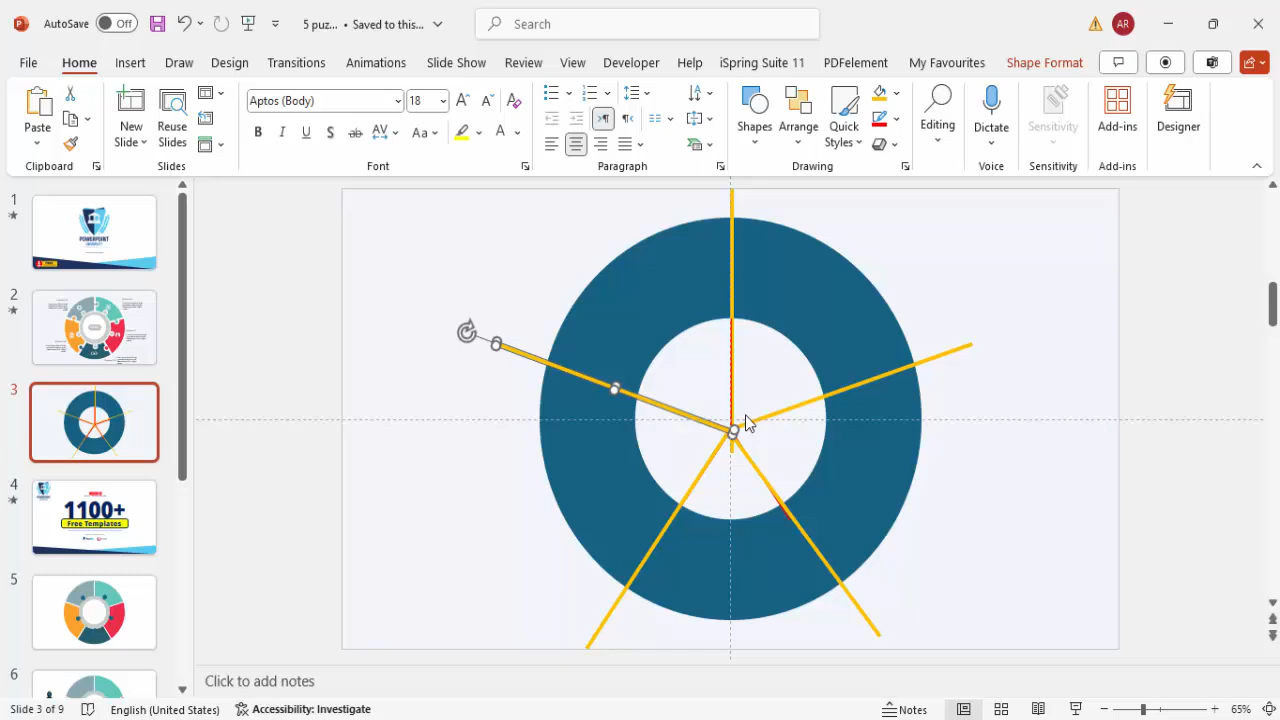 AutoSave Off 5 puz... • Saved to this... Search AR
File Home Insert Draw Design Transitions Animations Slide Show Review View Developer Help iSpring Suite 11 PDFelement My Favourites Shape Format
Aptos (Body) 18
Paste New Slide Reuse Slides Shapes Arrange Quick Styles Editing Dictate Sensitivity Add-ins Designer
Clipboard Slides Font Paragraph Drawing Voice Sensitivity Add-ins
1
POWERPOINT
UNIVERSITY
2
3
4
1100+
Free Templates
5
6
Click to add notes
Slide 3 of 9 English (United States) Accessibility: Investigate Notes 65%